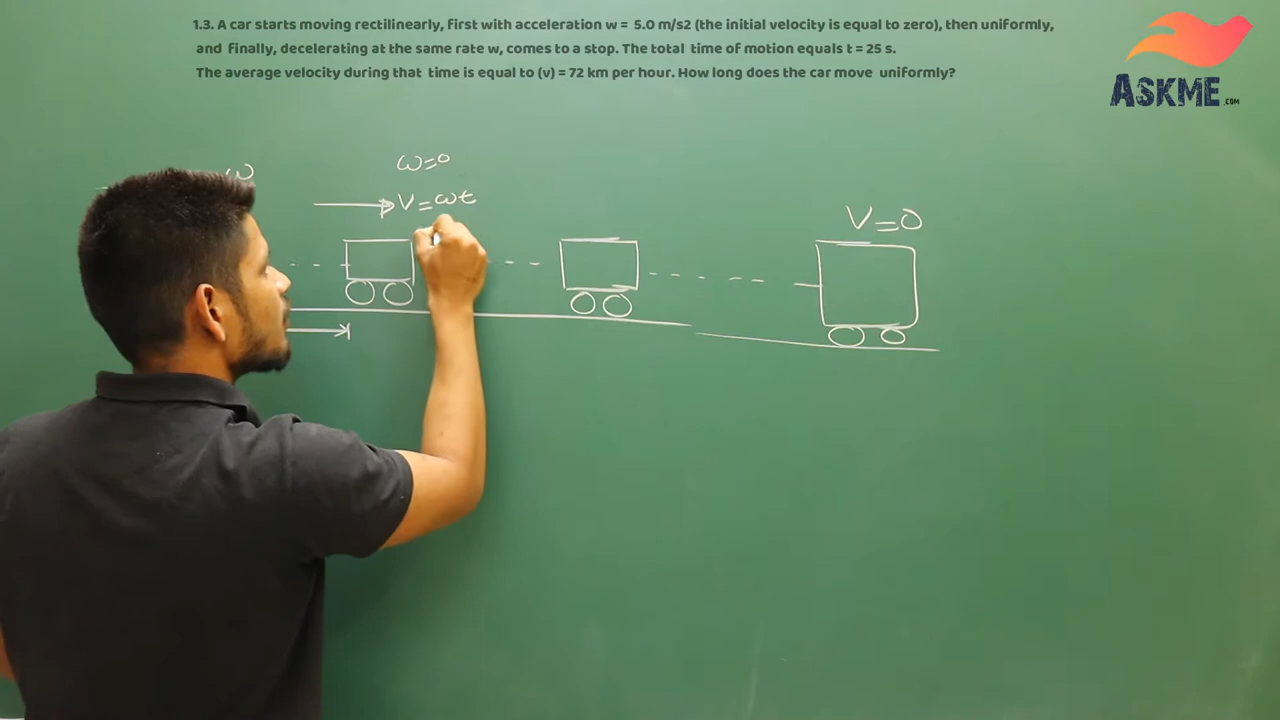 1.3. A car starts moving rectilinearly, first with acceleration w = 5.0 m/s2 (the initial velocity is equal to zero), then uniformly,
and finally, decelerating at the same rate w, comes to a stop. The total time of motion equals t = 25 s.
The average velocity during that time is equal to (v) = 72 km per hour. How long does the car move uniformly?
ASKME.COM
ω=0
ω
V=ωt
V=0